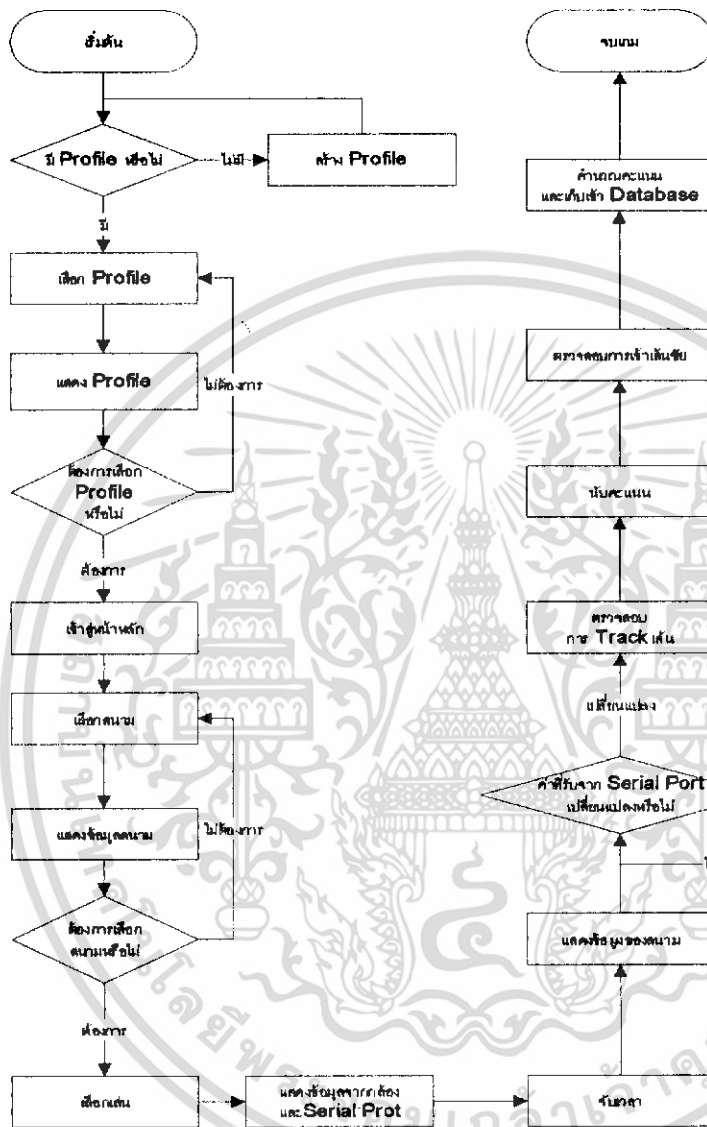 เริ่มต้น
มี Profile หรือไม่
ไม่มี
สร้าง Profile
มี
เลือก Profile
แสดง Profile
ไม่ต้องการ
ต้องการเลือก
Profile
หรือไม่
ต้องการ
เข้าสู่หน้าหลัก
เลือกสนาม
แสดงข้อมูลสนาม
ไม่ต้องการ
ต้องการเลือก
สนามหรือไม่
ต้องการ
เลือกเล่น
แสดงข้อมูลจากกล้อง
และ Serial Prot
จับเวลา
แสดงข้อมูลของสนาม
ค่าที่รับจาก Serial Port
เปลี่ยนแปลงหรือไม่
เปลี่ยนแปลง
ตรวจสอบ
การ Track เส้น
นับคะแนน
ตรวจสอบการเข้าเส้นชัย
คำนวณคะแนน
และเก็บเข้า Database
จบเกม